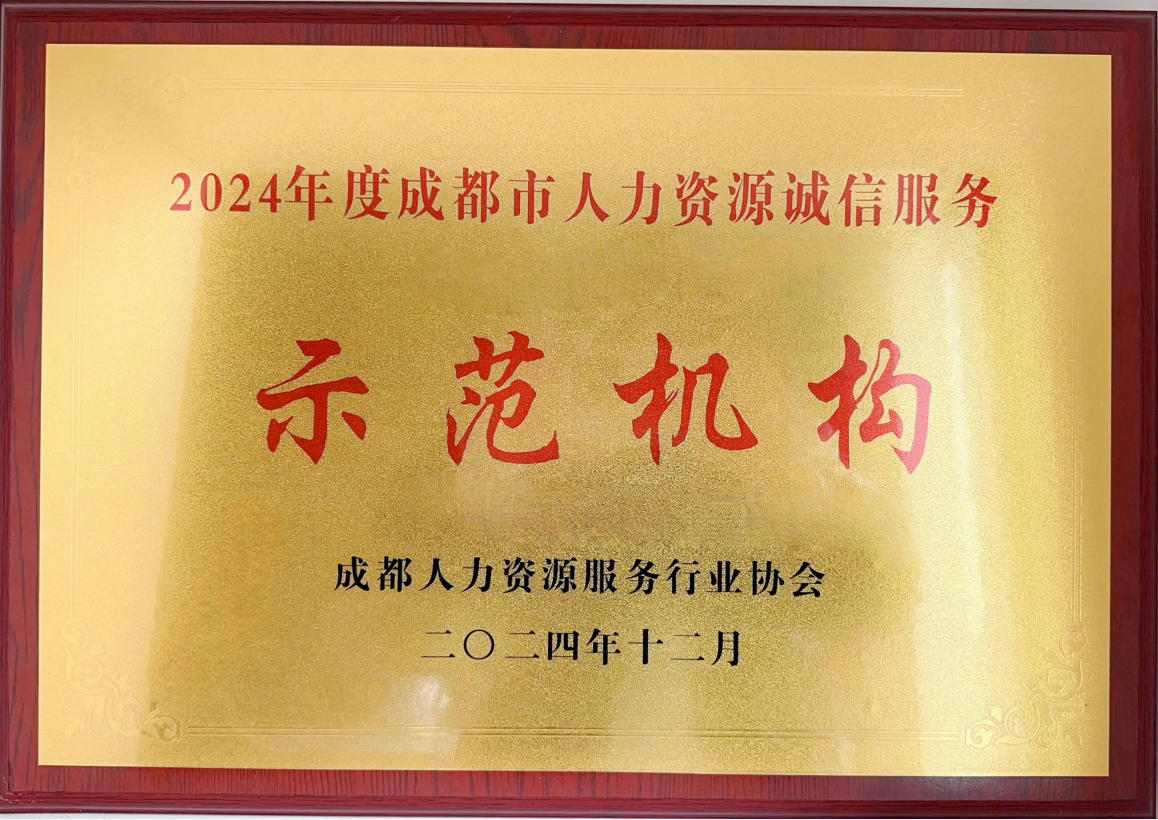 2024年度成都市人力资源诚信服务
示范机构
成都人力资源服务行业协会
二〇二四年十二月